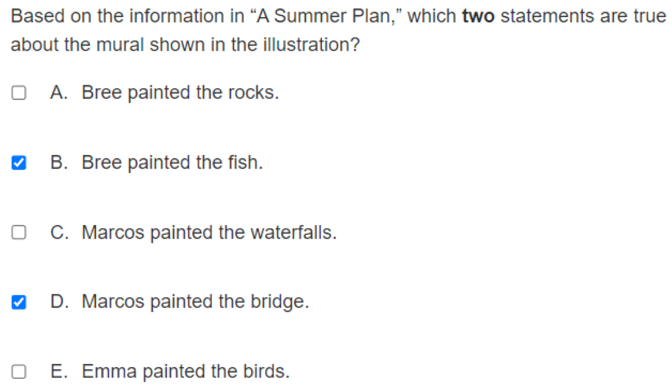 Based on the information in “A Summer Plan,” which two statements are true
about the mural shown in the illustration?
A. Bree painted the rocks.
B. Bree painted the fish.
C. Marcos painted the waterfalls.
D. Marcos painted the bridge.
E. Emma painted the birds.